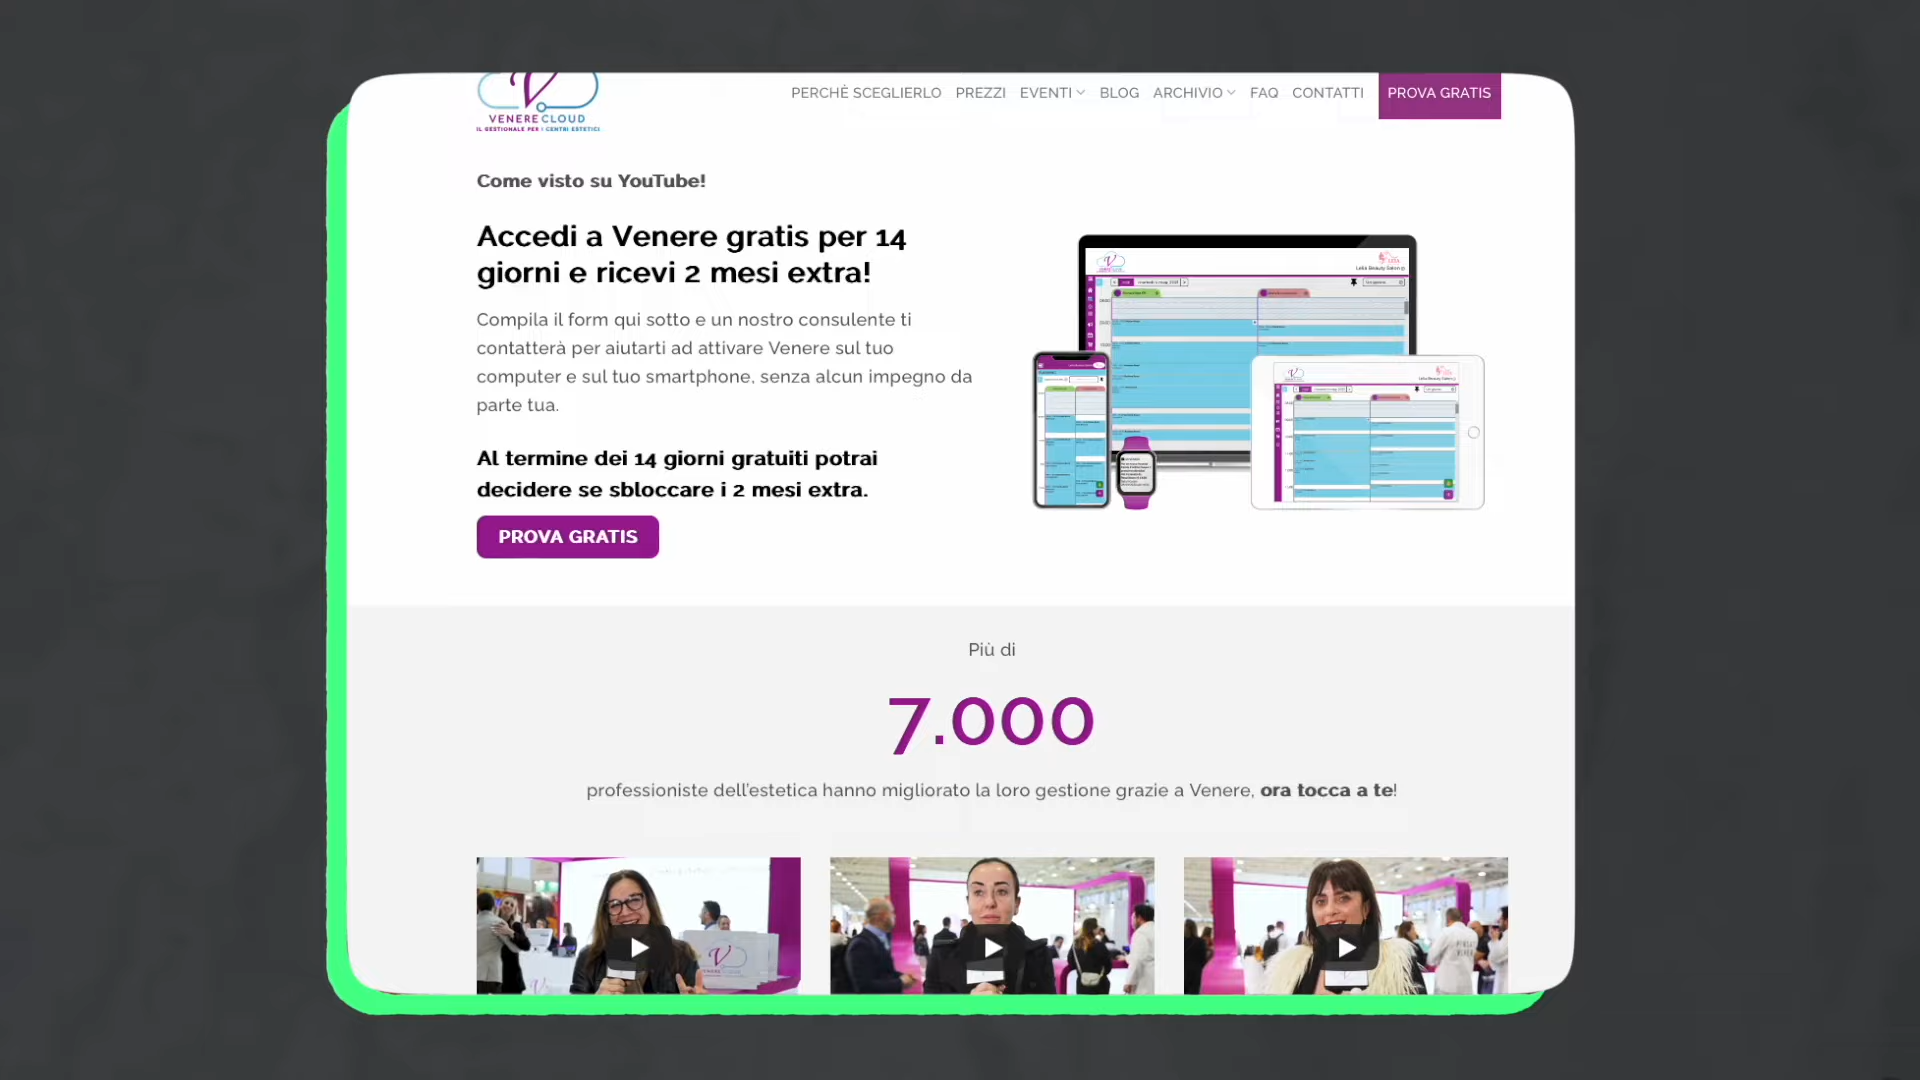 V
VENERE CLOUD
IL GESTIONALE PER I CENTRI ESTETICI
PERCHÈ SCEGLIERLO PREZZI EVENTI BLOG ARCHIVIO FAQ CONTATTI PROVA GRATIS
Come visto su YouTube!
Accedi a Venere gratis per 14
giorni e ricevi 2 mesi extra!
Compila il form qui sotto e un nostro consulente ti
contatterà per aiutarti ad attivare Venere sul tuo
computer e sul tuo smartphone, senza alcun impegno da
parte tua.
Al termine dei 14 giorni gratuiti potrai
decidere se sbloccare i 2 mesi extra.
PROVA GRATIS
Più di
7.000
professioniste dell'estetica hanno migliorato la loro gestione grazie a Venere, ora tocca a te!